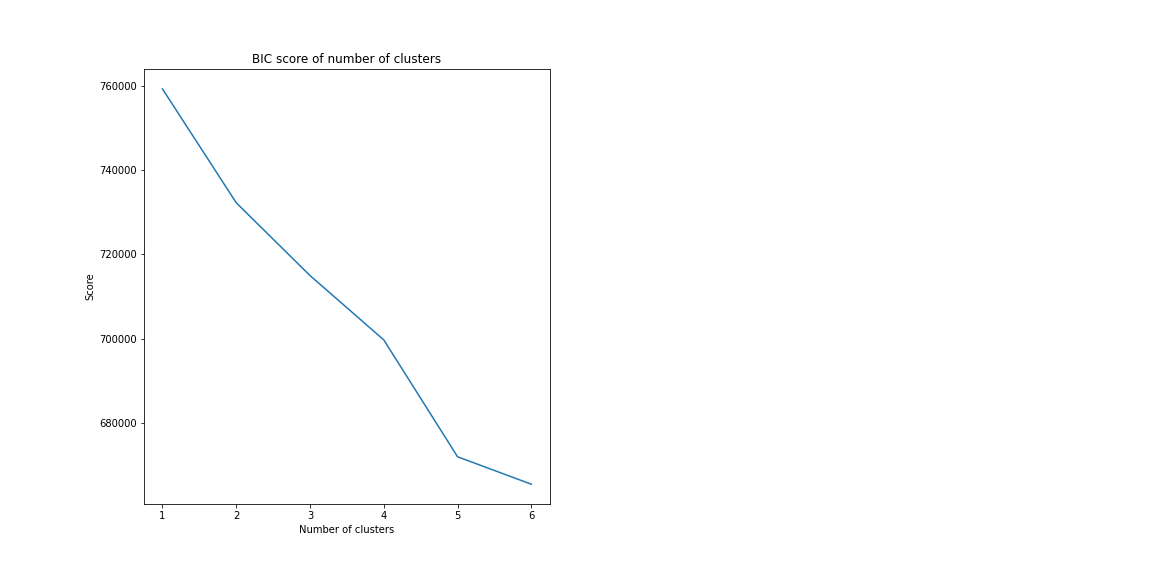 BIC score of number of clusters
760000
740000
720000
700000
680000
Score
1 2 3 4 5 6
Number of clusters